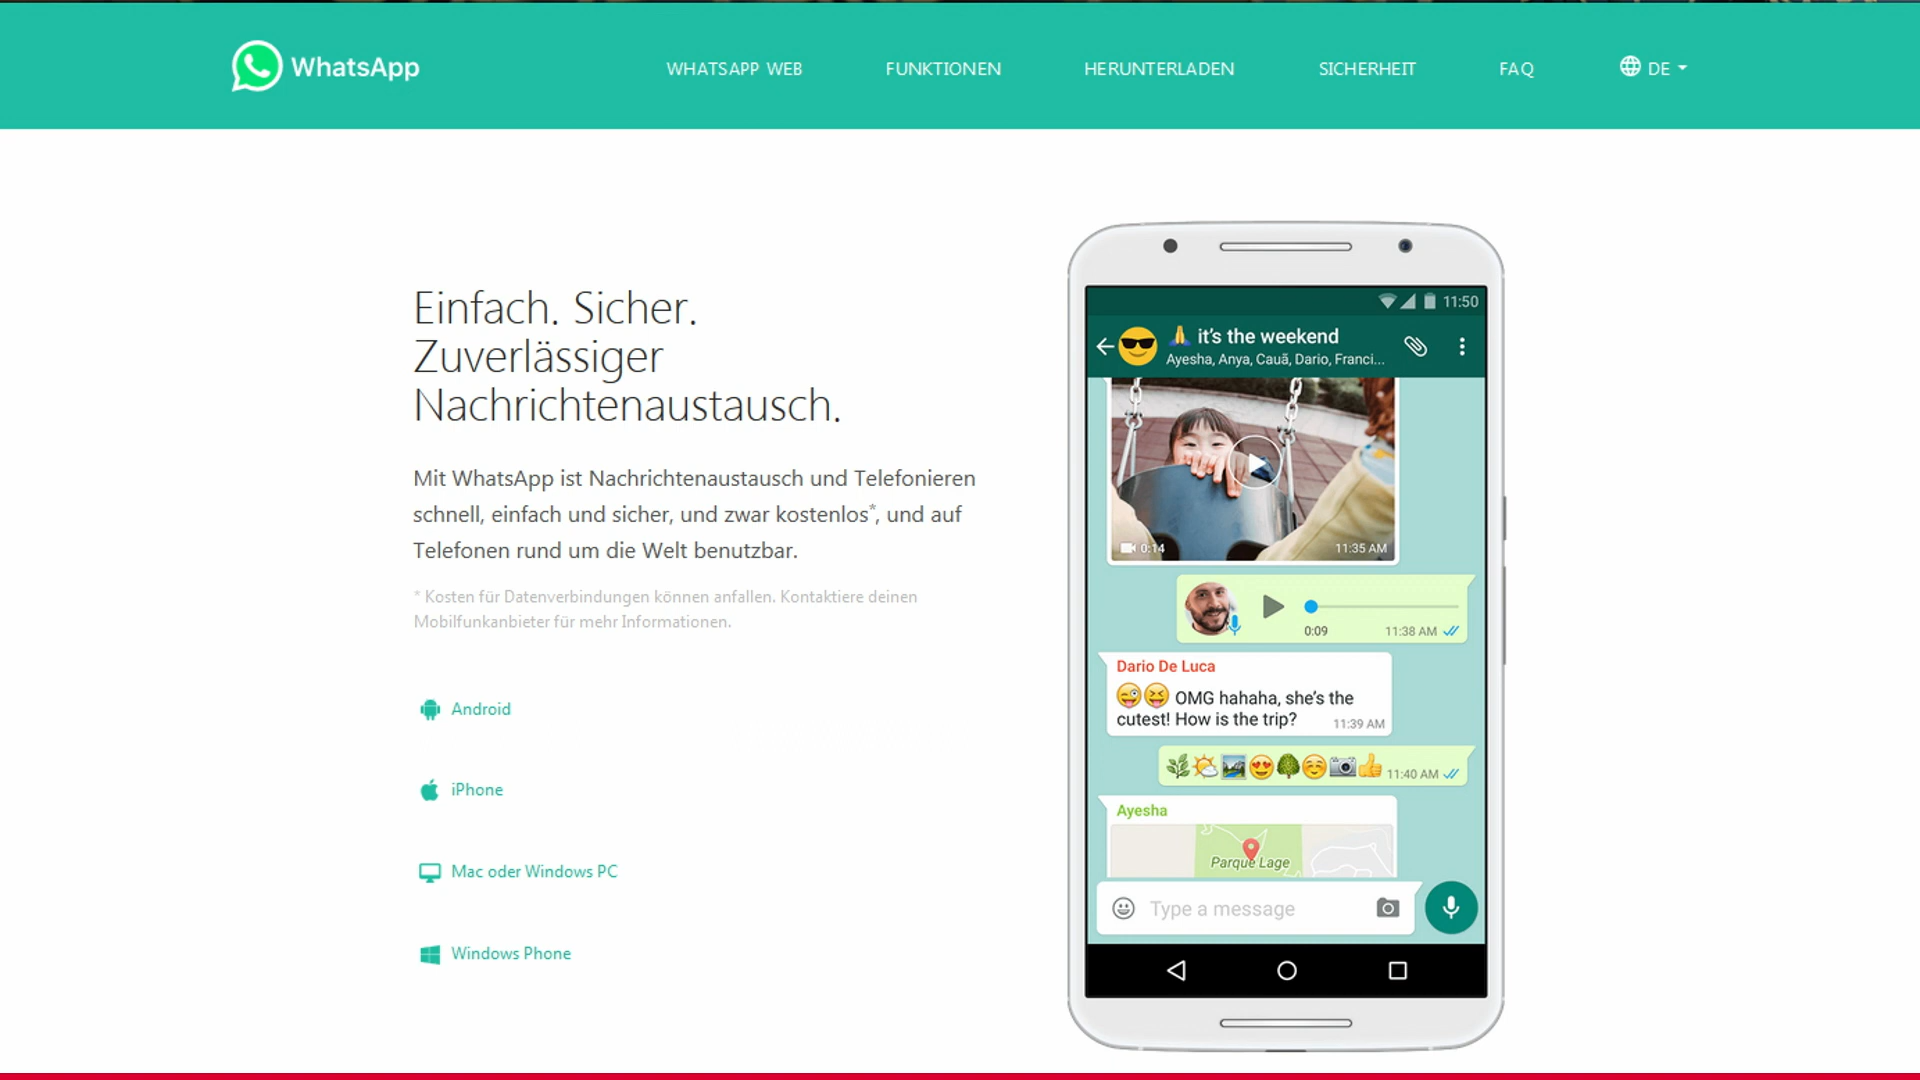 WhatsApp
WHATSAPP WEB
FUNKTIONEN
HERUNTERLADEN
SICHERHEIT
FAQ
DE
Einfach. Sicher.
Zuverlässiger
Nachrichtenaustausch.
Mit WhatsApp ist Nachrichtenaustausch und Telefonieren
schnell, einfach und sicher, und zwar kostenlos*, und auf
Telefonen rund um die Welt benutzbar.
* Kosten für Datenverbindungen können anfallen. Kontaktiere deinen
Mobilfunkanbieter für mehr Informationen.
Android
iPhone
Mac oder Windows PC
Windows Phone
11:50
it's the weekend
Ayesha, Anya, Cauã, Dario, Franci...
0:14
11:35 AM
0:09
11:38 AM
Dario De Luca
OMG hahaha, she's the
cutest! How is the trip?
11:39 AM
11:40 AM
Ayesha
Parque Lage
Type a message